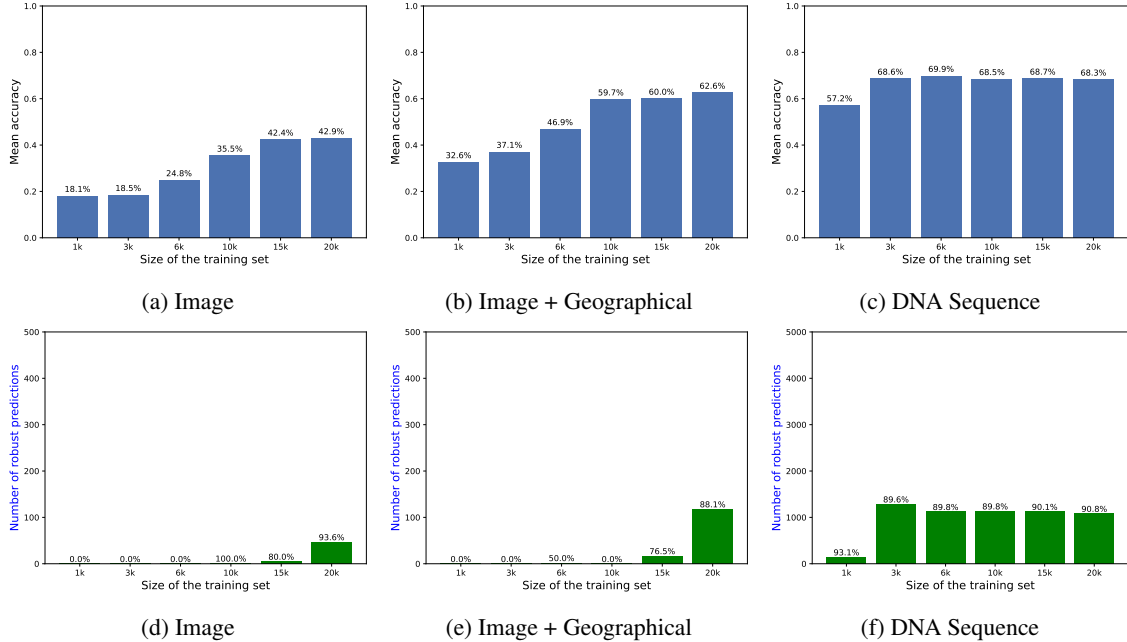 1.0
0.8
0.6
0.4
0.2
0.0
Mean accuracy
18.1% 18.5% 24.8% 35.5% 42.4% 42.9%
1k 3k 6k 10k 15k 20k
Size of the training set
(a) Image
1.0
0.8
0.6
0.4
0.2
0.0
Mean accuracy
32.6% 37.1% 46.9% 59.7% 60.0% 62.6%
1k 3k 6k 10k 15k 20k
Size of the training set
(b) Image + Geographical
1.0
0.8
0.6
0.4
0.2
0.0
Mean accuracy
57.2% 68.6% 69.9% 68.5% 68.7% 68.3%
1k 3k 6k 10k 15k 20k
Size of the training set
(c) DNA Sequence
500
400
300
200
100
0
Number of robust predictions
0.0% 0.0% 0.0% 100.0% 80.0% 93.6%
1k 3k 6k 10k 15k 20k
Size of the training set
(d) Image
500
400
300
200
100
0
Number of robust predictions
0.0% 0.0% 50.0% 0.0% 76.5% 88.1%
1k 3k 6k 10k 15k 20k
Size of the training set
(e) Image + Geographical
5000
4000
3000
2000
1000
0
Number of robust predictions
93.1% 89.6% 89.8% 89.8% 90.1% 90.8%
1k 3k 6k 10k 15k 20k
Size of the training set
(f) DNA Sequence